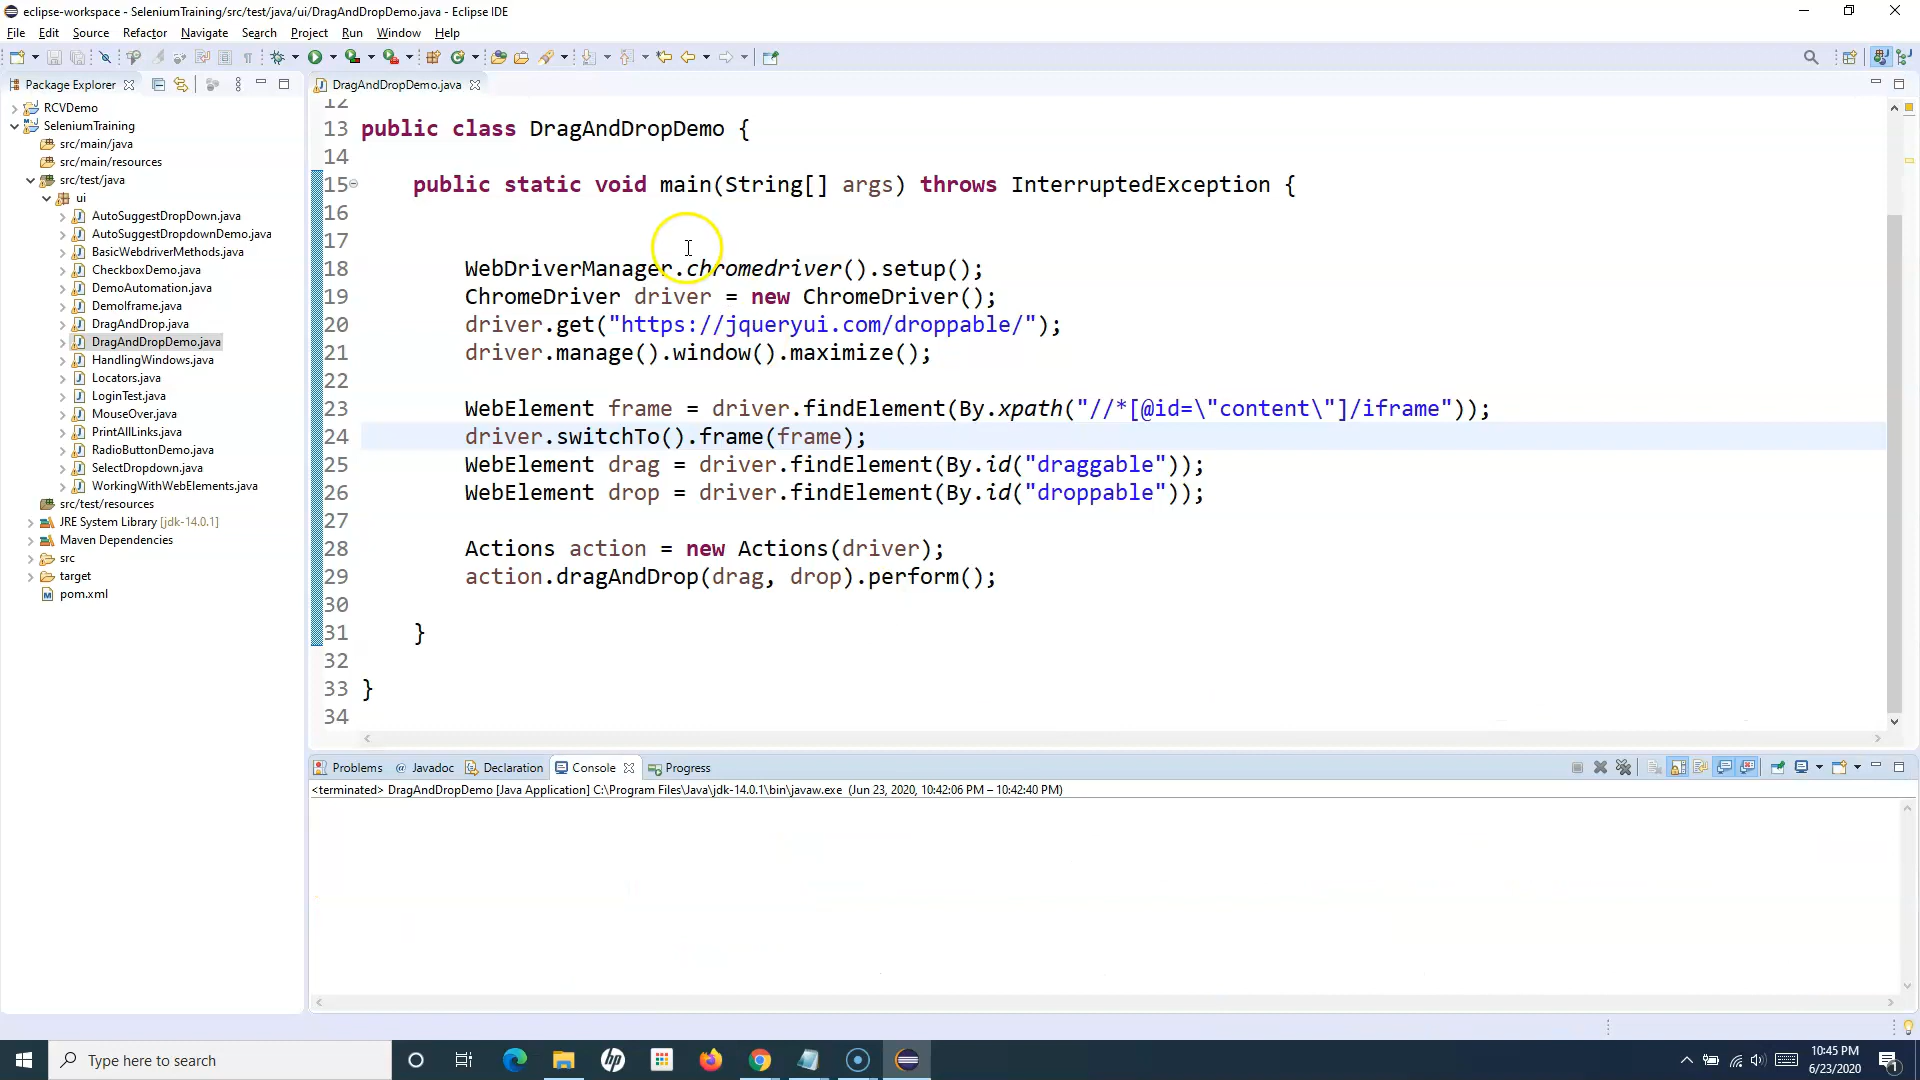 eclipse-workspace - SeleniumTraining/src/test/java/ui/DragAndDropDemo.java - Eclipse IDE
File Edit Source Refactor Navigate Search Project Run Window Help
Package Explorer
RCVDemo
SeleniumTraining
src/main/java
src/main/resources
src/test/java
ui
AutoSuggestDropDown.java
AutoSuggestDropdownDemo.java
BasicWebdriverMethods.java
CheckboxDemo.java
DemoAutomation.java
DemoIframe.java
DragAndDrop.java
DragAndDropDemo.java
HandlingWindows.java
Locators.java
LoginTest.java
MouseOver.java
PrintAllLinks.java
RadioButtonDemo.java
SelectDropdown.java
WorkingWithWebElements.java
src/test/resources
JRE System Library [jdk-14.0.1]
Maven Dependencies
src
target
pom.xml
DragAndDropDemo.java
12
13 public class DragAndDropDemo {
14
15 public static void main(String[] args) throws InterruptedException {
16
17
18 WebDriverManager.chromedriver().setup();
19 ChromeDriver driver = new ChromeDriver();
20 driver.get("https://jqueryui.com/droppable/");
21 driver.manage().window().maximize();
22
23 WebElement frame = driver.findElement(By.xpath("//*[@id=\"content\"]/iframe"));
24 driver.switchTo().frame(frame);
25 WebElement drag = driver.findElement(By.id("draggable"));
26 WebElement drop = driver.findElement(By.id("droppable"));
27
28 Actions action = new Actions(driver);
29 action.dragAndDrop(drag, drop).perform();
30
31 }
32
33 }
34
Problems @ Javadoc Declaration Console Progress
<terminated> DragAndDropDemo [Java Application] C:\Program Files\Java\jdk-14.0.1\bin\javaw.exe (Jun 23, 2020, 10:42:06 PM – 10:42:40 PM)
Type here to search
hp
10:45 PM
6/23/2020
1